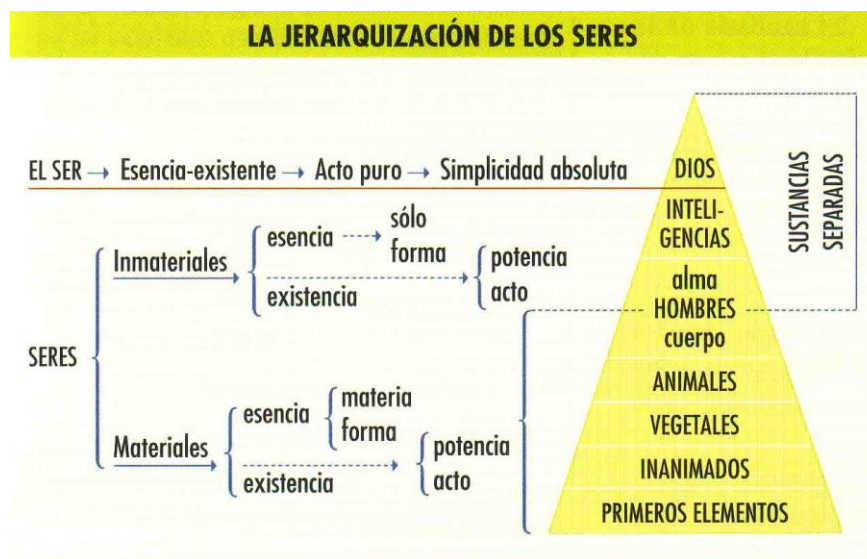 LA JERARQUIZACIÓN DE LOS SERES
EL SER → Esencia-existente → Acto puro → Simplicidad absoluta
DIOS
INTELI-
GENCIAS
alma
HOMBRES
cuerpo
ANIMALES
VEGETALES
INANIMADOS
PRIMEROS ELEMENTOS
SUSTANCIAS
SEPARADAS
SERES
Inmateriales
esencia
sólo
forma
existencia
potencia
acto
Materiales
esencia
materia
forma
existencia
potencia
acto